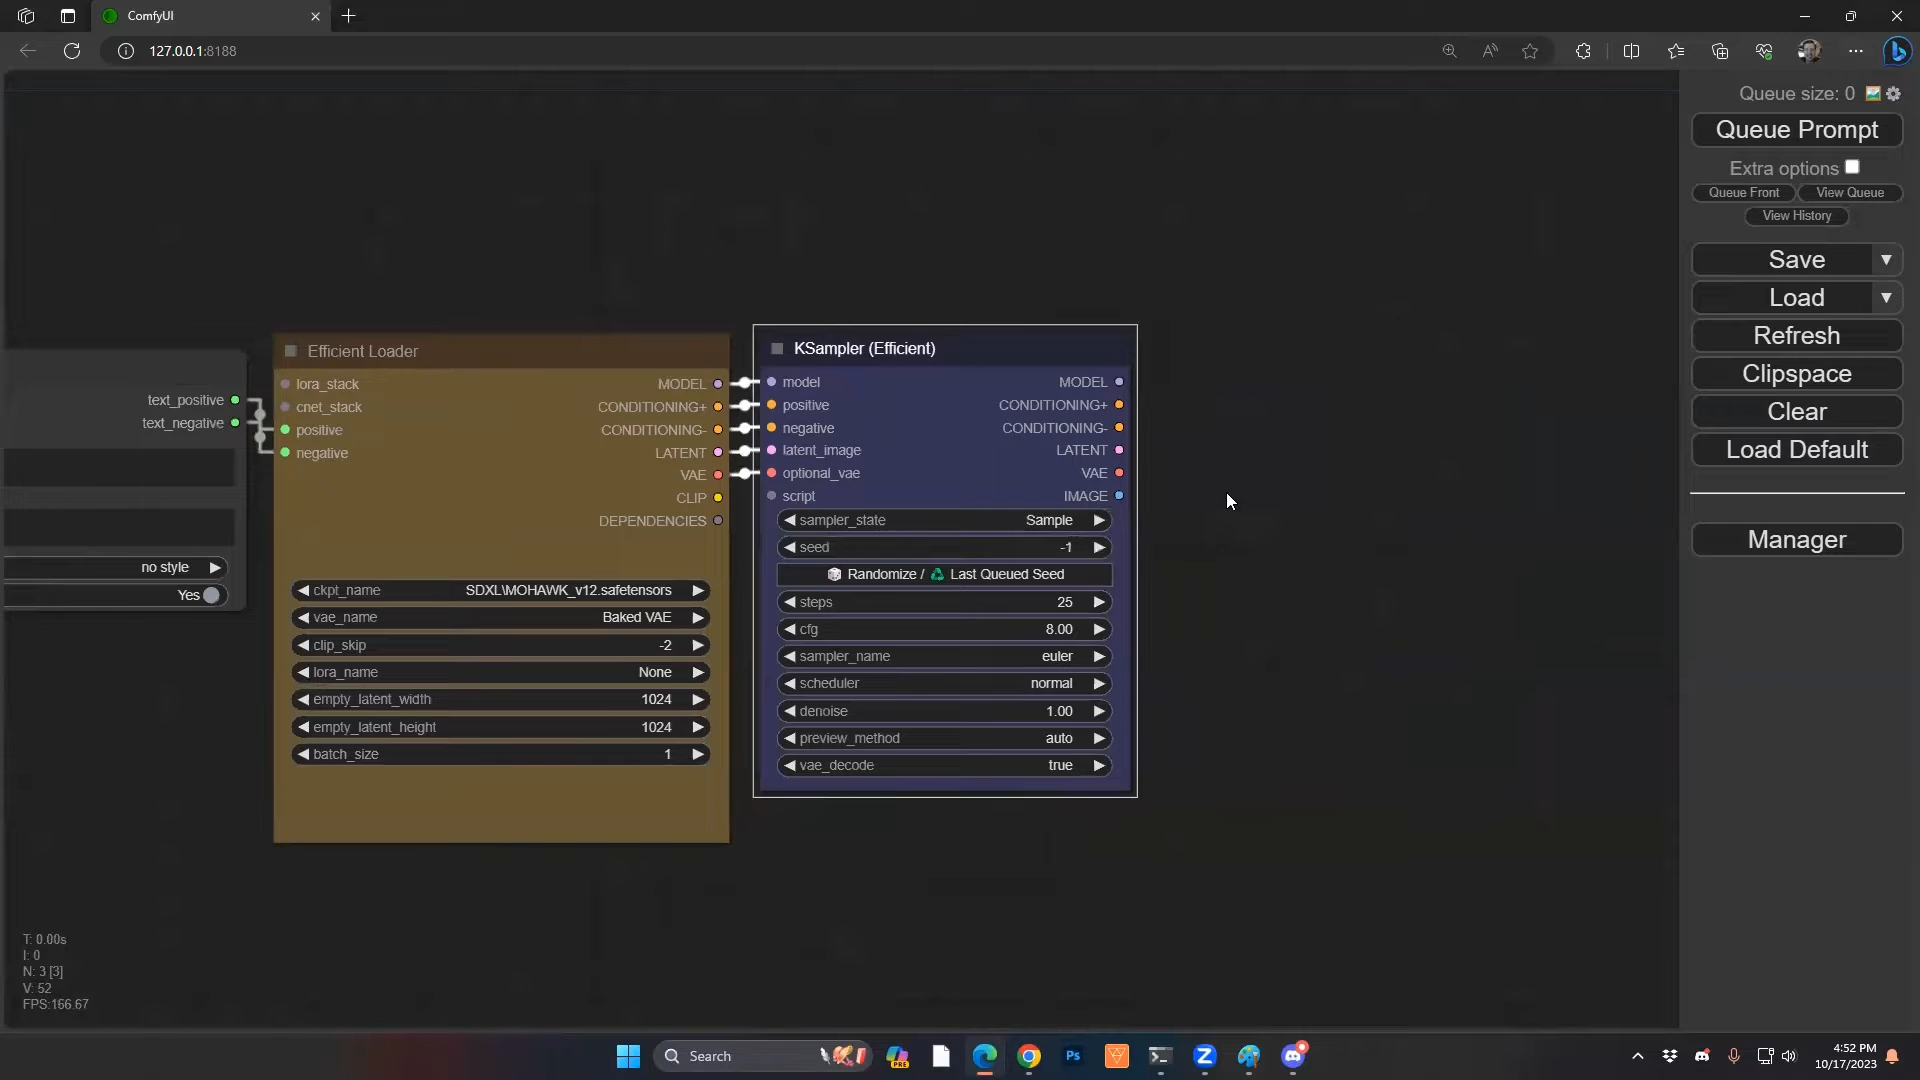 ComfyUI
127.0.0.1:8188
Queue size: 0
Queue Prompt
Extra options
Queue Front
View Queue
View History
Save
Load
Refresh
Clipspace
Clear
Load Default
Manager
text_positive
text_negative
no style
Yes
Efficient Loader
lora_stack MODEL
cnet_stack CONDITIONING+
positive CONDITIONING-
negative LATENT
VAE
CLIP
DEPENDENCIES
ckpt_name SDXL\MOHAWK_v12.safetensors
vae_name Baked VAE
clip_skip -2
lora_name None
empty_latent_width 1024
empty_latent_height 1024
batch_size 1
KSampler (Efficient)
model MODEL
positive CONDITIONING+
negative CONDITIONING-
latent_image LATENT
optional_vae VAE
script IMAGE
sampler_state Sample
seed -1
Randomize / Last Queued Seed
steps 25
cfg 8.00
sampler_name euler
scheduler normal
denoise 1.00
preview_method auto
vae_decode true
T: 0.00s
I: 0
N: 3 [3]
V: 52
FPS:166.67
Search
PRE
Ps
Z
4:52 PM
10/17/2023